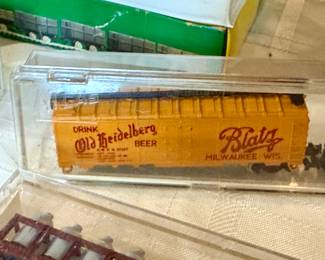 DRINK
Old Heidelberg
BEER
Blatz
MILWAUKEE - WIS.